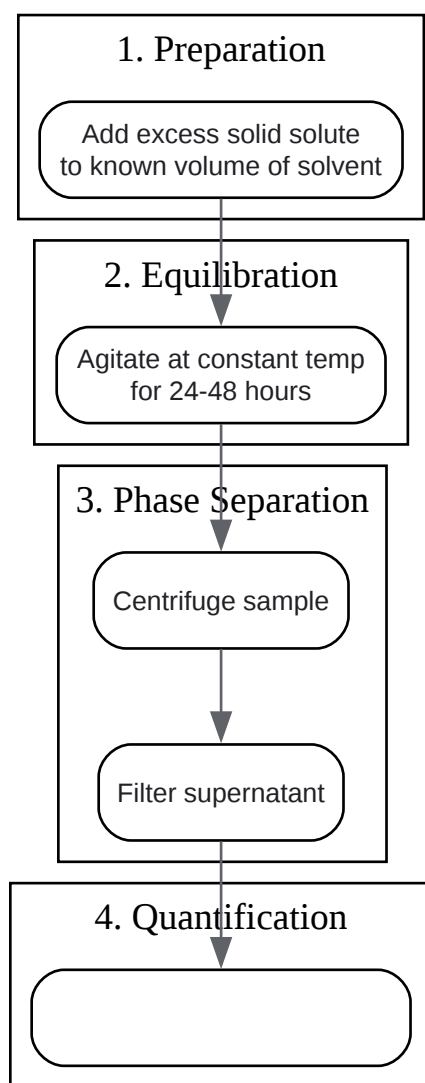 1. Preparation
Add excess solid solute
to known volume of solvent
2. Equilibration
Agitate at constant temp
for 24-48 hours
3. Phase Separation
Centrifuge sample
Filter supernatant
4. Quantification